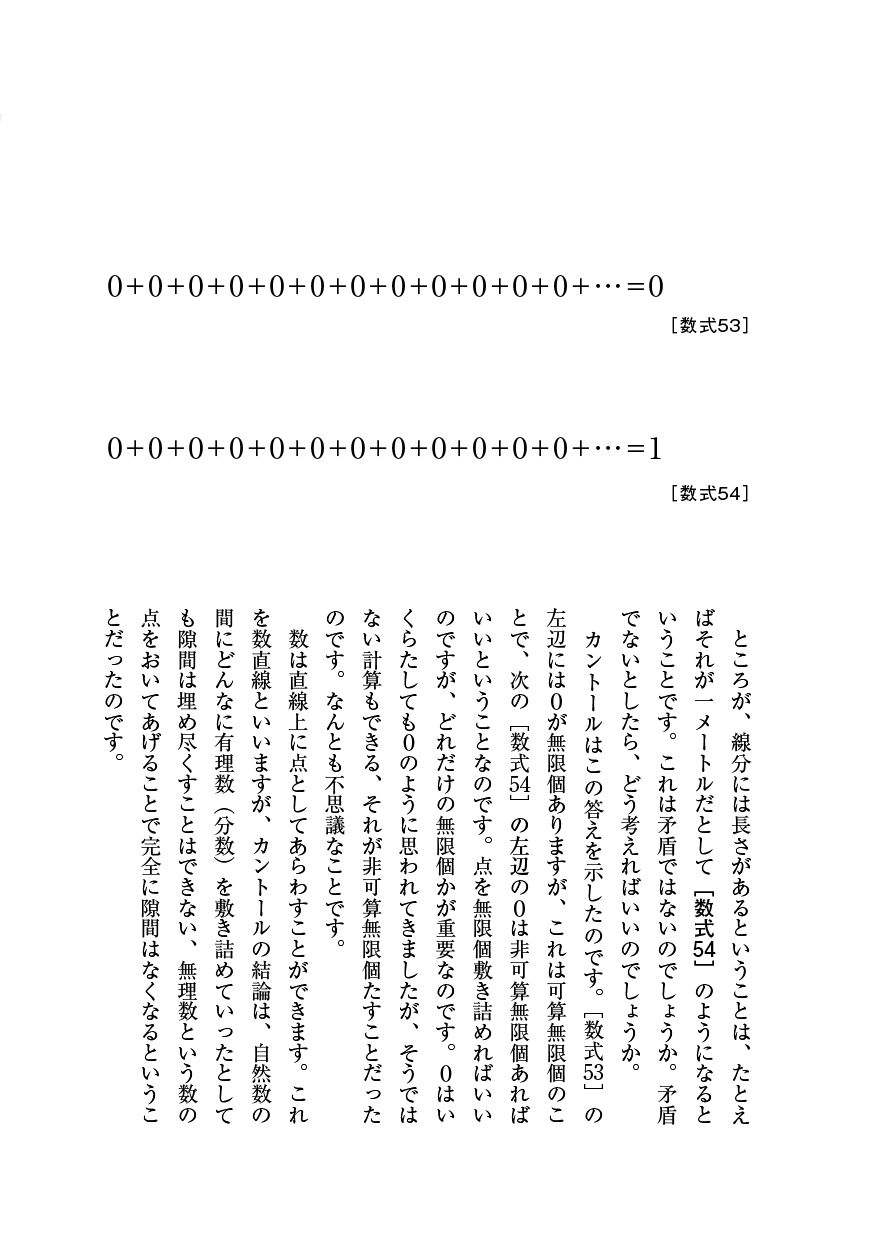 0+0+0+0+0+0+0+0+0+0+0+0+…=0
［数式53］
0+0+0+0+0+0+0+0+0+0+0+0+…=1
［数式54］
ところが、線分には長さがあるということは、たとえ
ばそれが一メートルだとして［数式54］のようになると
いうことです。これは矛盾ではないのでしょうか。矛盾
でないとしたら、どう考えればいいのでしょうか。
カントールはこの答えを示したのです。［数式53］の
左辺には0が無限個ありますが、これは可算無限個のこ
とで、次の［数式54］の左辺の0は非可算無限個あれば
いいということなのです。点を無限個敷き詰めればいい
のですが、どれだけの無限個かが重要なのです。0はい
くらたしても0のように思われてきましたが、そうでは
ない計算もできる、それが非可算無限個たすことだった
のです。なんとも不思議なことです。
数は直線上に点としてあらわすことができます。これ
を数直線といいますが、カントールの結論は、自然数の
間にどんなに有理数（分数）を敷き詰めていったとして
も隙間は埋め尽くすことはできない、無理数という数の
点をおいてあげることで完全に隙間はなくなるというこ
とだったのです。